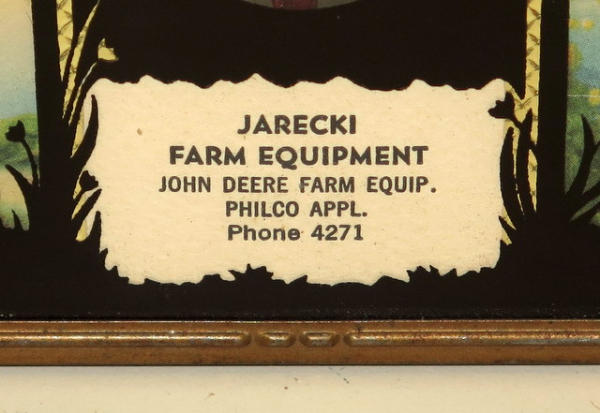 JARECKI
FARM EQUIPMENT
JOHN DEERE FARM EQUIP.
PHILCO APPL.
Phone 4271